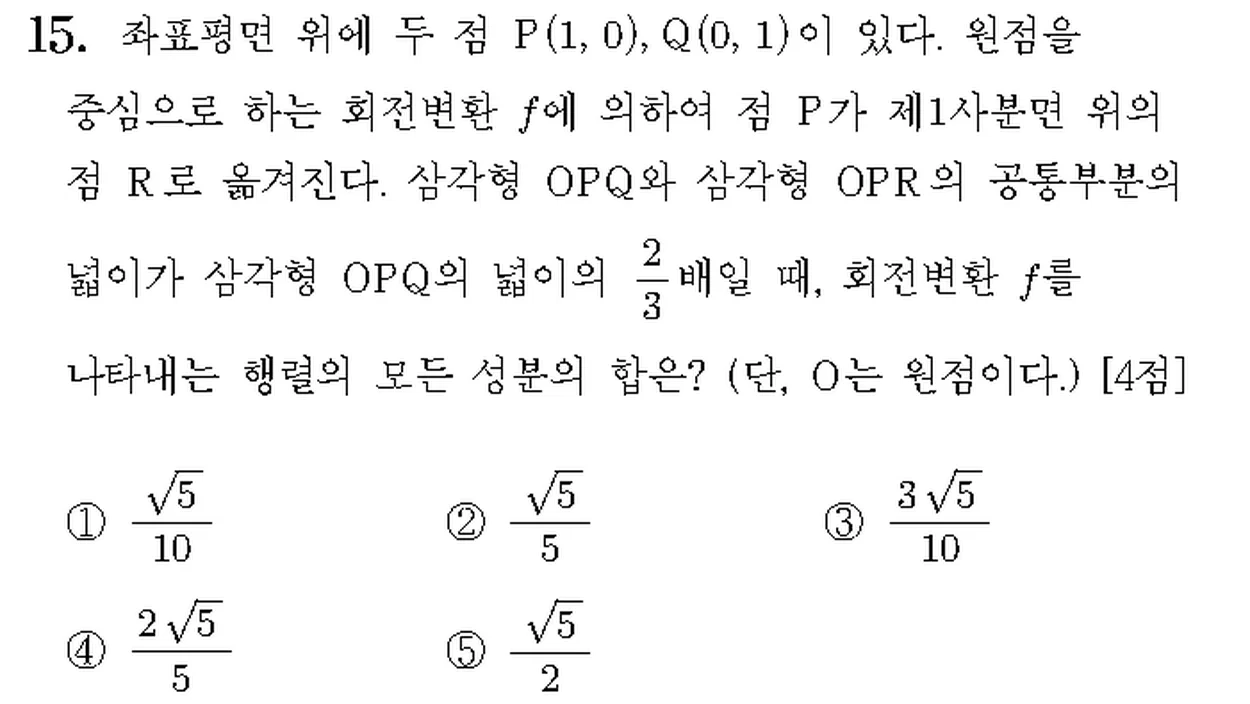 15. 좌표평면 위에 두 점 P(1, 0), Q(0, 1)이 있다. 원점을
중심으로 하는 회전변환 f에 의하여 점 P가 제1사분면 위의
점 R로 옮겨진다. 삼각형 OPQ와 삼각형 OPR의 공통부분의
넓이가 삼각형 OPQ의 넓이의 2/3배일 때, 회전변환 f를
나타내는 행렬의 모든 성분의 합은? (단, O는 원점이다.) [4점]
① √5/10 ② √5/5 ③ 3√5/10
④ 2√5/5 ⑤ √5/2